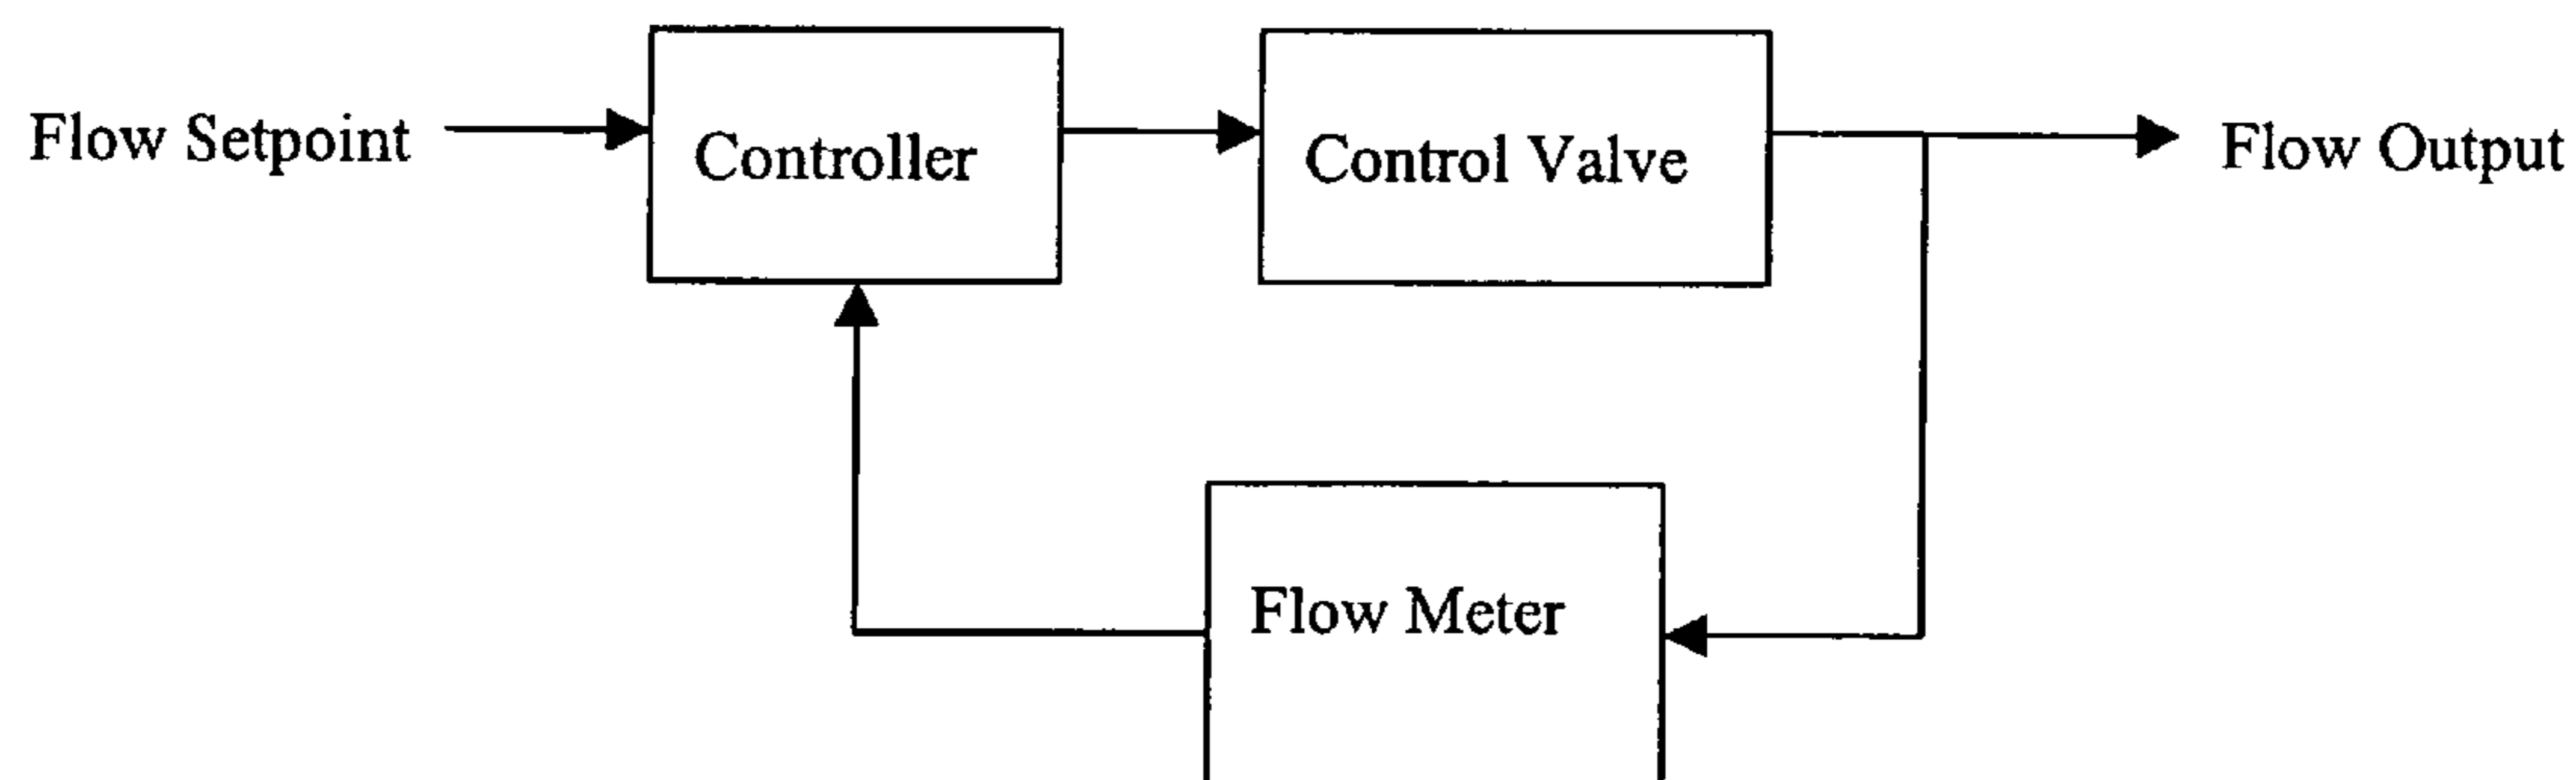 Flow Setpoint
Controller
Control Valve
Flow Output
Flow Meter